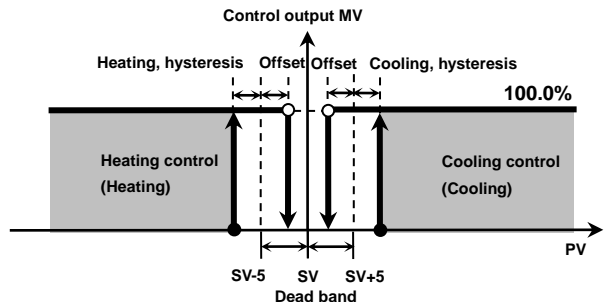 Control output MV
Heating, hysteresis Offset Offset Cooling, hysteresis
100.0%
Heating control
(Heating)
Cooling control
(Cooling)
PV
SV-5 SV SV+5
Dead band